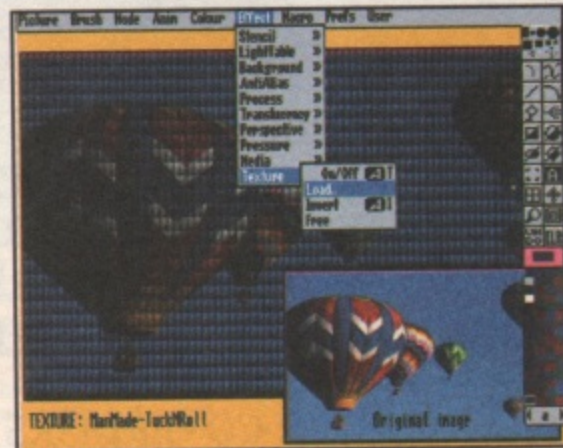 Picture Brush Mode Anim Colour Effect Macro Prefs User
Stencil »
LightTable »
Background »
AntiAlias »
Process »
Translucency »
Perspective »
Pressure »
Media »
Texture
On/Off A T
Load..
Invert A I
Free
TEXTURE: ManMade-TuckNRoll
Original image